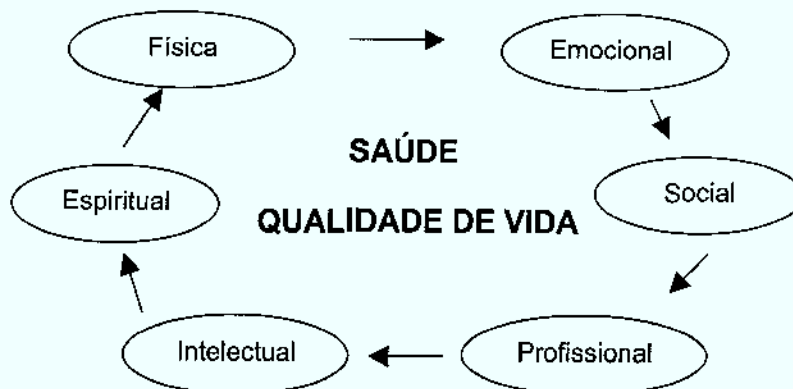 Física
Emocional
SAÚDE
Espiritual
Social
QUALIDADE DE VIDA
Intelectual
Profissional